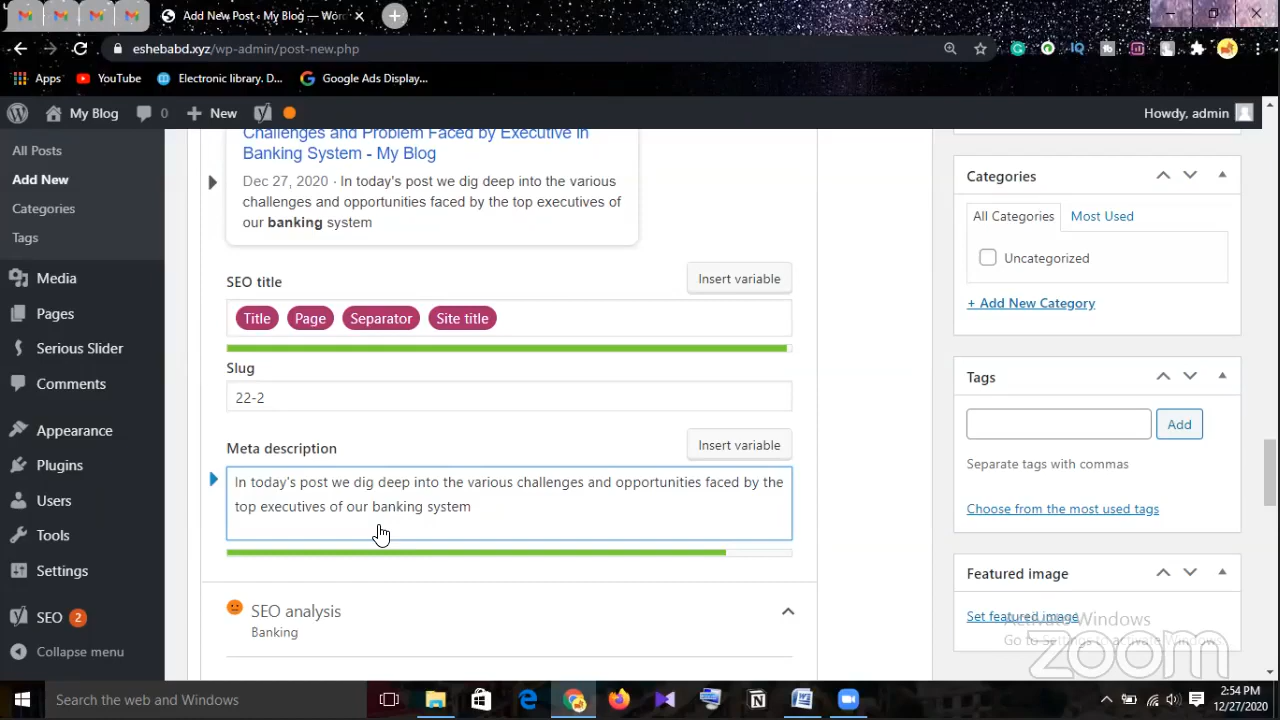 Add New Post ‹ My Blog — Wor
eshebabd.xyz/wp-admin/post-new.php
Apps YouTube Electronic library. D... Google Ads Display...
My Blog 0 New Howdy, admin
All Posts
Add New
Categories
Tags
Media
Pages
Serious Slider
Comments
Appearance
Plugins
Users
Tools
Settings
SEO 2
Collapse menu
Challenges and Problem Faced by Executive in
Banking System - My Blog
Dec 27, 2020 · In today's post we dig deep into the various
challenges and opportunities faced by the top executives of
our banking system
SEO title Insert variable
Title Page Separator Site title
Slug
22-2
Meta description Insert variable
In today's post we dig deep into the various challenges and opportunities faced by the
top executives of our banking system
SEO analysis
Banking
Categories
All Categories Most Used
Uncategorized
+ Add New Category
Tags
Add
Separate tags with commas
Choose from the most used tags
Featured image
Set featured image
Activate Windows
Go to Settings to activate Windows.
zoom
Search the web and Windows
2:54 PM
12/27/2020